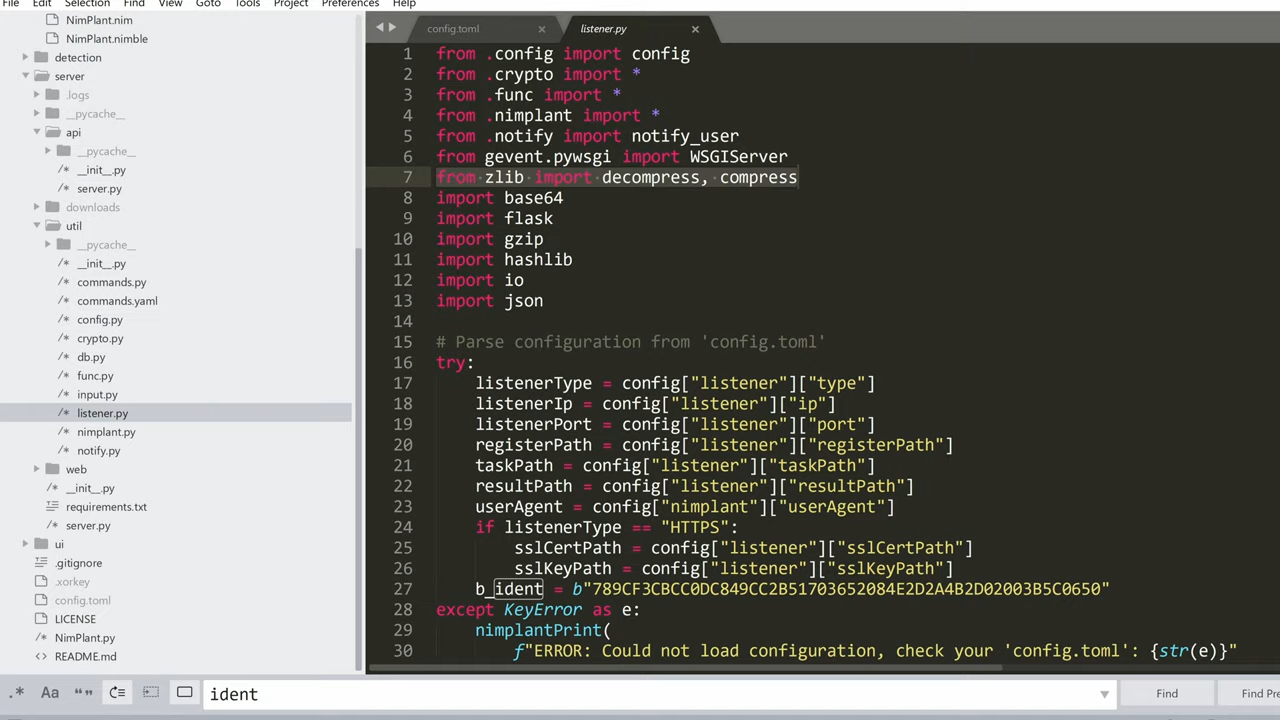 AI Edit Selection Find View Goto Tools Project Preferences Help
NimPlant.nim
NimPlant.nimble
detection
server
.logs
__pycache__
api
__pycache__
__init__.py
server.py
downloads
util
__pycache__
__init__.py
commands.py
commands.yaml
config.py
crypto.py
db.py
func.py
input.py
listener.py
nimplant.py
notify.py
web
__init__.py
requirements.txt
server.py
ui
.gitignore
.xorkey
config.toml
LICENSE
NimPlant.py
README.md
config.toml
listener.py
1 from .config import config
2 from .crypto import *
3 from .func import *
4 from .nimplant import *
5 from .notify import notify_user
6 from gevent.pywsgi import WSGIServer
7 from zlib import decompress, compress
8 import base64
9 import flask
10 import gzip
11 import hashlib
12 import io
13 import json
14
15 # Parse configuration from 'config.toml'
16 try:
17 listenerType = config["listener"]["type"]
18 listenerIp = config["listener"]["ip"]
19 listenerPort = config["listener"]["port"]
20 registerPath = config["listener"]["registerPath"]
21 taskPath = config["listener"]["taskPath"]
22 resultPath = config["listener"]["resultPath"]
23 userAgent = config["nimplant"]["userAgent"]
24 if listenerType == "HTTPS":
25 sslCertPath = config["listener"]["sslCertPath"]
26 sslKeyPath = config["listener"]["sslKeyPath"]
27 b_ident = b"789CF3CBCC0DC849CC2B51703652084E2D2A4B2D02003B5C0650"
28 except KeyError as e:
29 nimplantPrint(
30 f"ERROR: Could not load configuration, check your 'config.toml': {str(e)}"
.* Aa “ ”
ident
Find
Find Pre